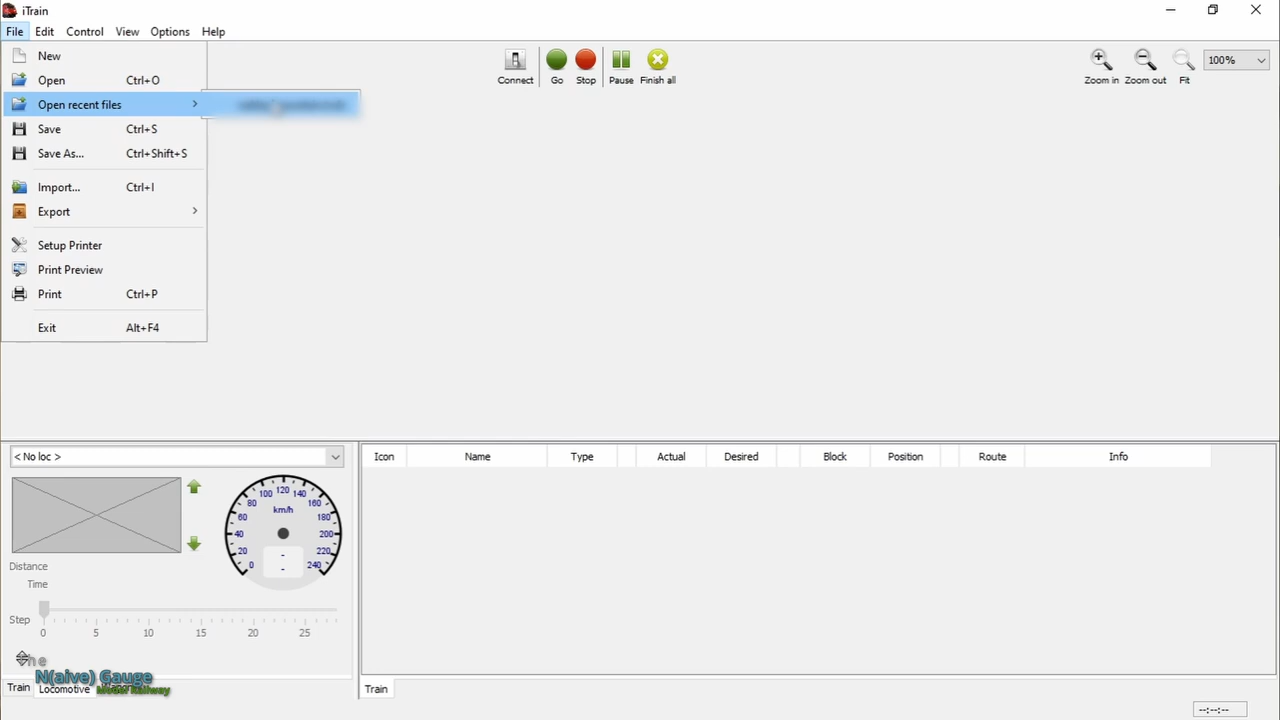 iTrain
File Edit Control View Options Help
New
Open Ctrl+O
Open recent files
Save Ctrl+S
Save As... Ctrl+Shift+S
Import... Ctrl+I
Export
Setup Printer
Print Preview
Print Ctrl+P
Exit Alt+F4
Connect Go Stop Pause Finish all
Zoom in Zoom out Fit 100%
< No loc >
0 20 40 60 80 100 120 140 160 180 200 220 240
km/h
-
-
Distance
Time
Step
0 5 10 15 20 25
The
N(aive) Gauge
Model Railway
Train Locomotive
Icon Name Type Actual Desired Block Position Route Info
Train
--:--:--